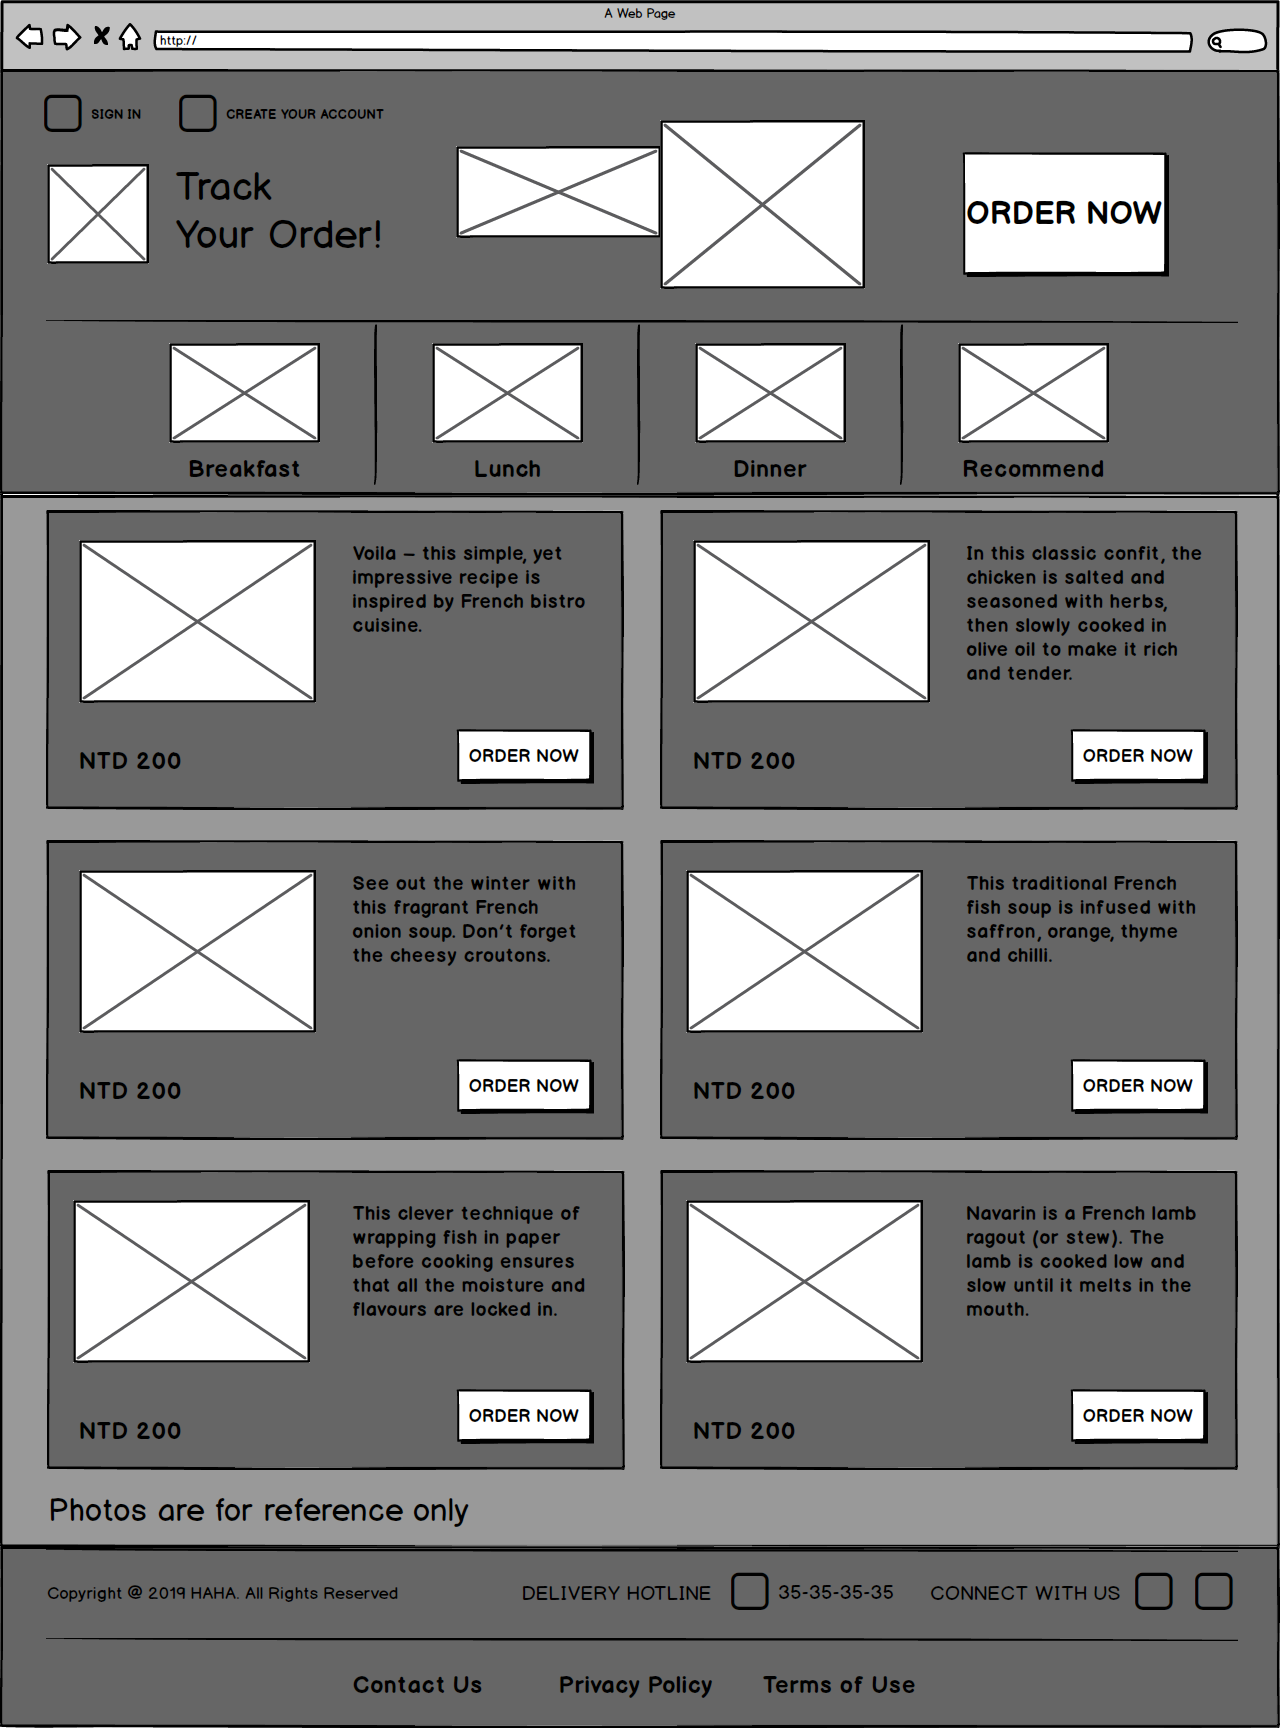 A Web Page
http://
SIGN IN
CREATE YOUR ACCOUNT
Track
Your Order!
ORDER NOW
Breakfast
Lunch
Dinner
Recommend
Voila – this simple, yet
impressive recipe is
inspired by French bistro
cuisine.
NTD 200
ORDER NOW
In this classic confit, the
chicken is salted and
seasoned with herbs,
then slowly cooked in
olive oil to make it rich
and tender.
NTD 200
ORDER NOW
See out the winter with
this fragrant French
onion soup. Don't forget
the cheesy croutons.
NTD 200
ORDER NOW
This traditional French
fish soup is infused with
saffron, orange, thyme
and chilli.
NTD 200
ORDER NOW
This clever technique of
wrapping fish in paper
before cooking ensures
that all the moisture and
flavours are locked in.
NTD 200
ORDER NOW
Navarin is a French lamb
ragout (or stew). The
lamb is cooked low and
slow until it melts in the
mouth.
NTD 200
ORDER NOW
Photos are for reference only
Copyright @ 2019 HAHA. All Rights Reserved
DELIVERY HOTLINE
35-35-35-35
CONNECT WITH US
Contact Us
Privacy Policy
Terms of Use